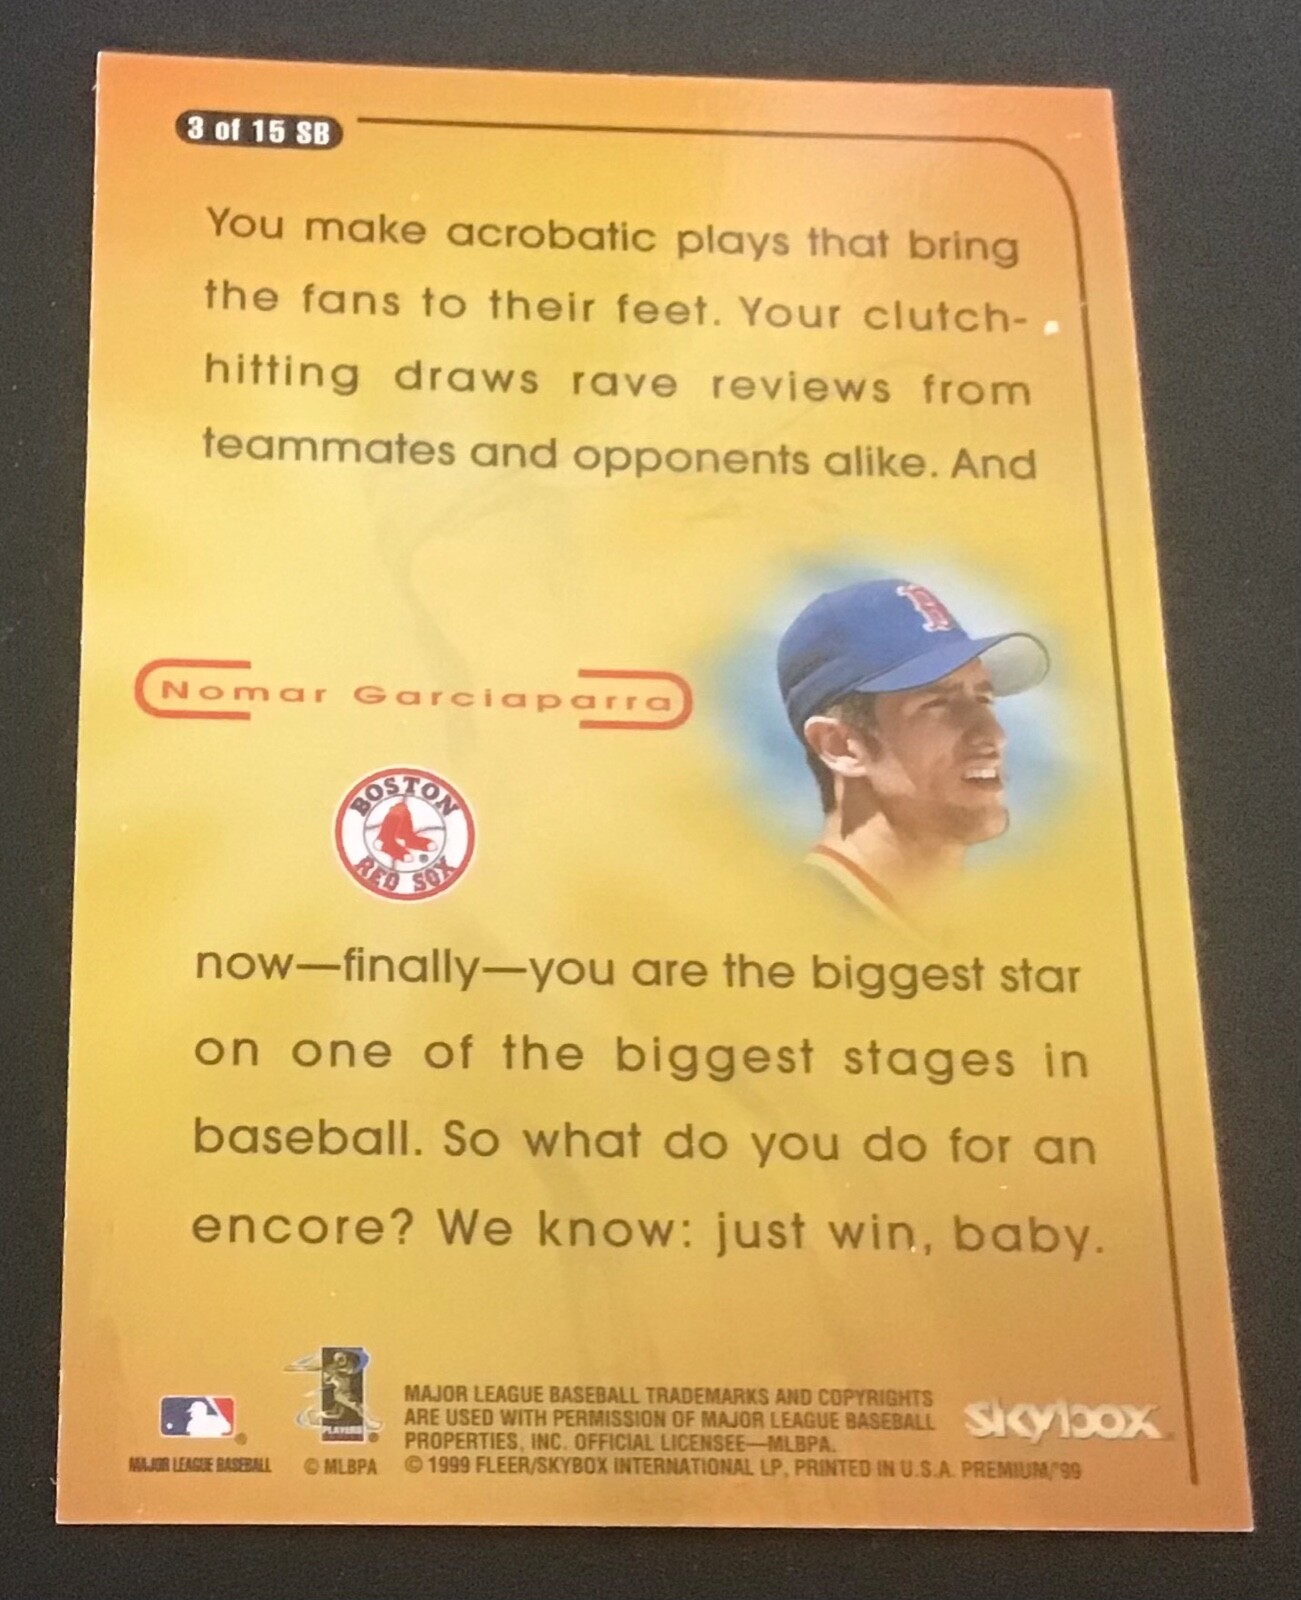 3 of 15 SB
You make acrobatic plays that bring
the fans to their feet. Your clutch-
hitting draws rave reviews from
teammates and opponents alike. And
B
Nomar Garciaparra
BOSTON
RED SOX
now—finally—you are the biggest star
on one of the biggest stages in
baseball. So what do you do for an
encore? We know: just win, baby.
MAJOR LEAGUE BASEBALL TRADEMARKS AND COPYRIGHTS
ARE USED WITH PERMISSION OF MAJOR LEAGUE BASEBALL
PROPERTIES, INC. OFFICIAL LICENSEE—MLBPA.
© 1999 FLEER/SKYBOX INTERNATIONAL LP, PRINTED IN U.S.A. PREMIUM/'99
MAJOR LEAGUE BASEBALL
PLAYERS
© MLBPA
skybox